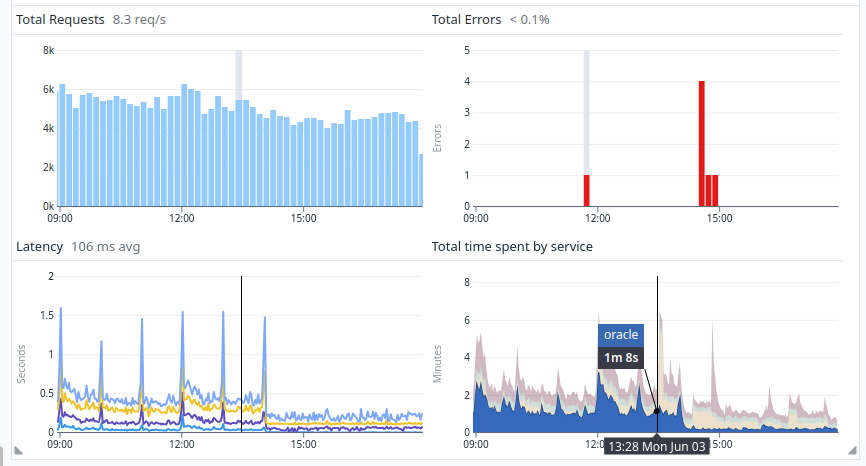 Total Requests 8.3 req/s
8k
6k
4k
2k
0k
09:00 12:00 15:00
Total Errors < 0.1%
Errors
5
4
3
2
1
0
09:00 12:00 15:00
Latency 106 ms avg
Seconds
2
1.5
1
0.5
0
09:00 12:00 15:00
Total time spent by service
Minutes
8
6
4
2
0
oracle
1m 8s
09:00 12:0 15:00
13:28 Mon Jun 03